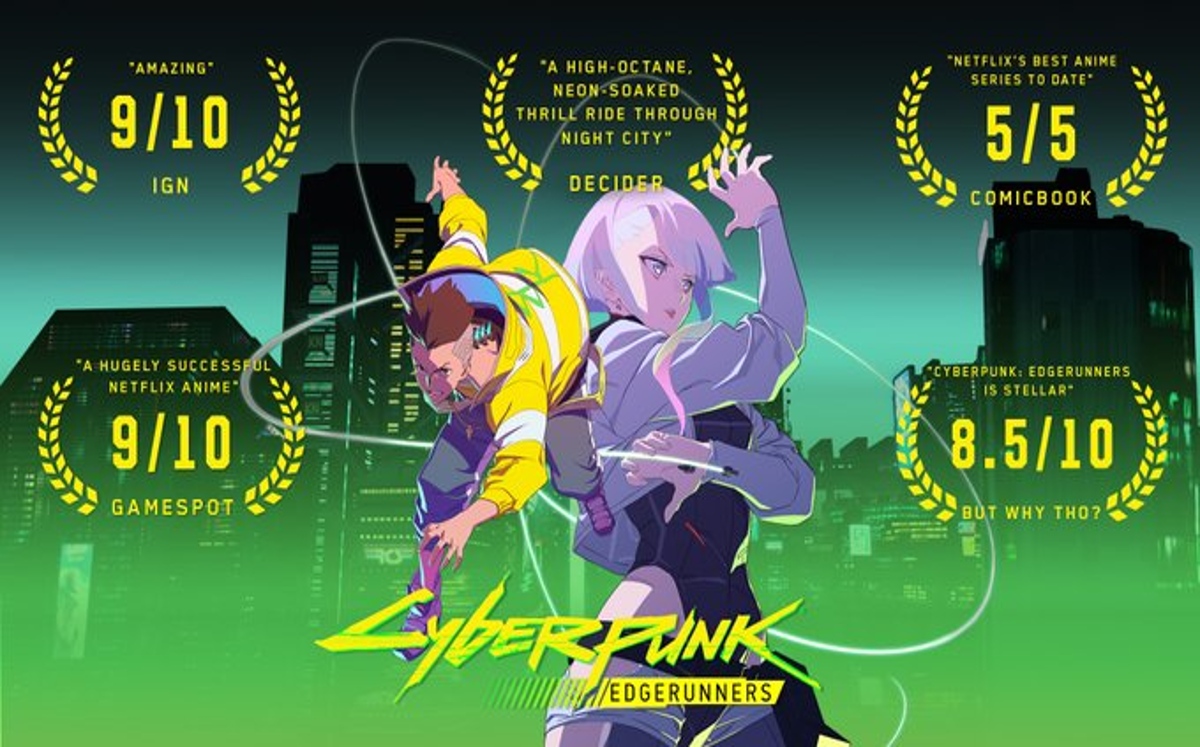 "AMAZING"
9/10
IGN
"A HIGH-OCTANE,
NEON-SOAKED
THRILL RIDE THROUGH
NIGHT CITY"
DECIDER
"NETFLIX'S BEST ANIME
SERIES TO DATE"
5/5
COMICBOOK
"A HUGELY SUCCESSFUL
NETFLIX ANIME"
9/10
GAMESPOT
"CYBERPUNK: EDGERUNNERS
IS STELLAR"
8.5/10
BUT WHY THO?
CYBERPUNK
EDGERUNNERS